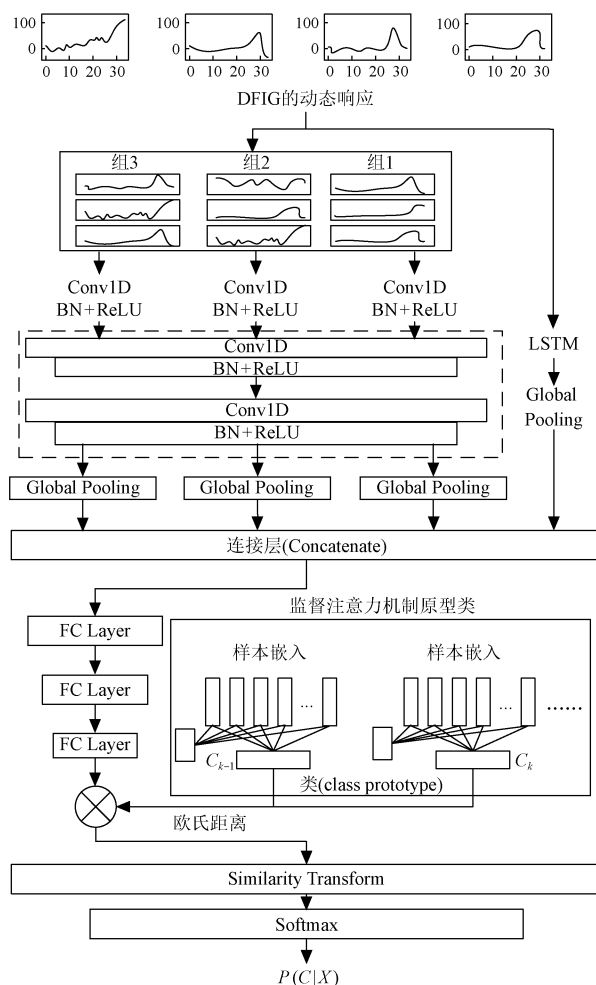 100
0
0 10 20 30
100
0
0 10 20 30
100
0
0 10 20 30
100
0
0 10 20 30
DFIG的动态响应
组3 组2 组1
Conv1D Conv1D Conv1D
BN+ReLU BN+ReLU BN+ReLU
Conv1D
BN+ReLU
LSTM
Conv1D
BN+ReLU
Global
Pooling
Global Pooling Global Pooling Global Pooling
连接层(Concatenate)
监督注意力机制原型类
FC Layer
FC Layer
FC Layer
样本嵌入 样本嵌入
... ... ......
C_{k-1} C_k
类(class prototype)
欧氏距离
Similarity Transform
Softmax
P(C|X)